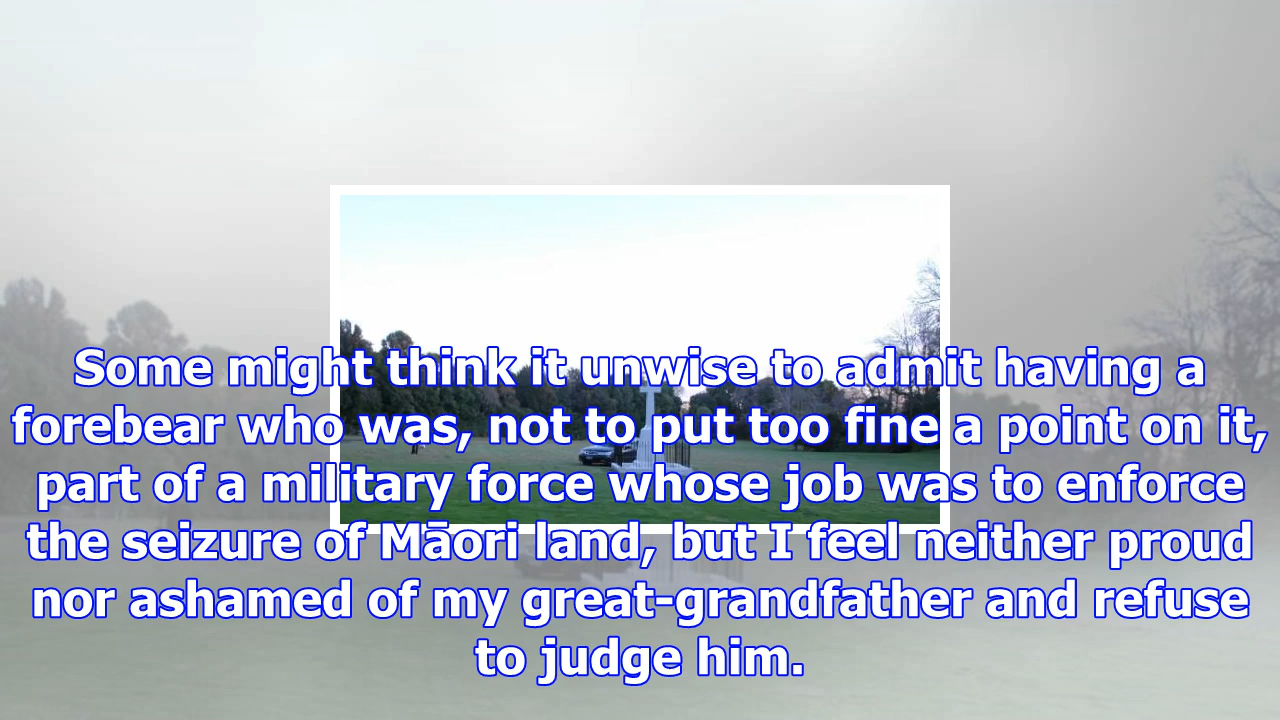 Some might think it unwise to admit having a
forebear who was, not to put too fine a point on it,
part of a military force whose job was to enforce
the seizure of Māori land, but I feel neither proud
nor ashamed of my great-grandfather and refuse
to judge him.